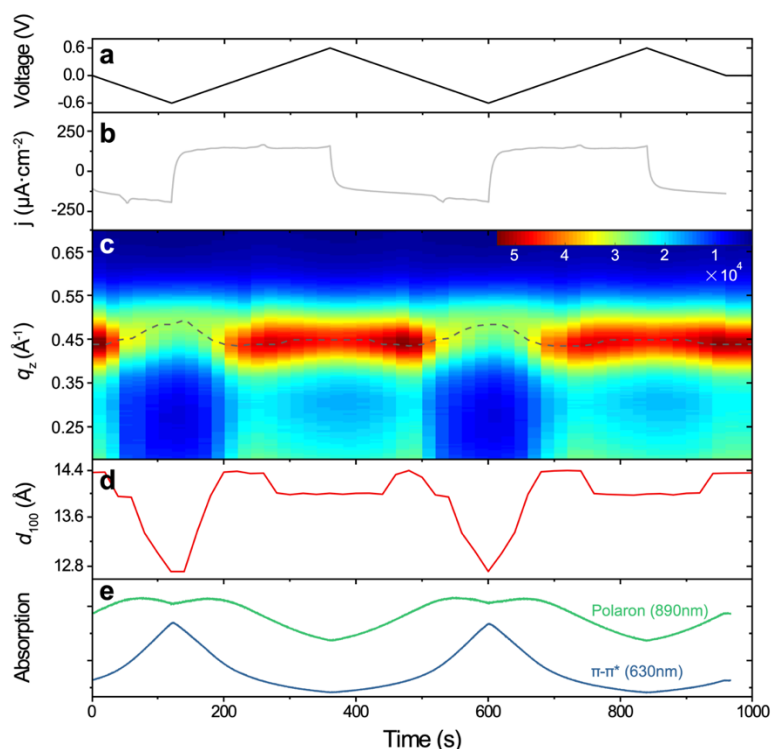 Voltage (V)
0.6
0.0
-0.6
a
j (μA·cm⁻²)
250
0
-250
b
c
5 4 3 2 1
× 10⁴
qz (Å⁻¹)
0.65
0.55
0.45
0.35
0.25
d₁₀₀ (Å)
14.4
13.6
12.8
d
Absorption
e
Polaron (890nm)
π-π* (630nm)
0 200 400 600 800 1000
Time (s)